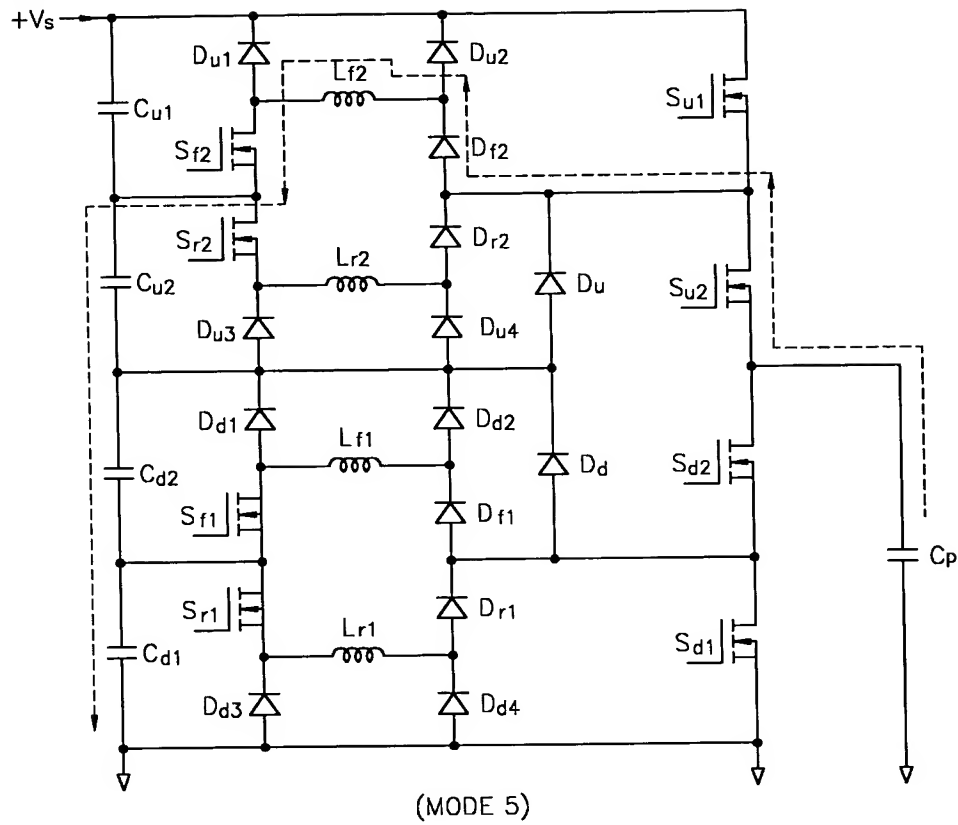 +Vs
Du1
Du2
Lf2
Cu1
Su1
Sf2
Df2
Sr2
Dr2
Lr2
Cu2
Du
Su2
Du3
Du4
Dd1
Dd2
Lf1
Cd2
Dd
Sd2
Sf1
Df1
Cp
Sr1
Dr1
Lr1
Cd1
Sd1
Dd3
Dd4
(MODE 5)